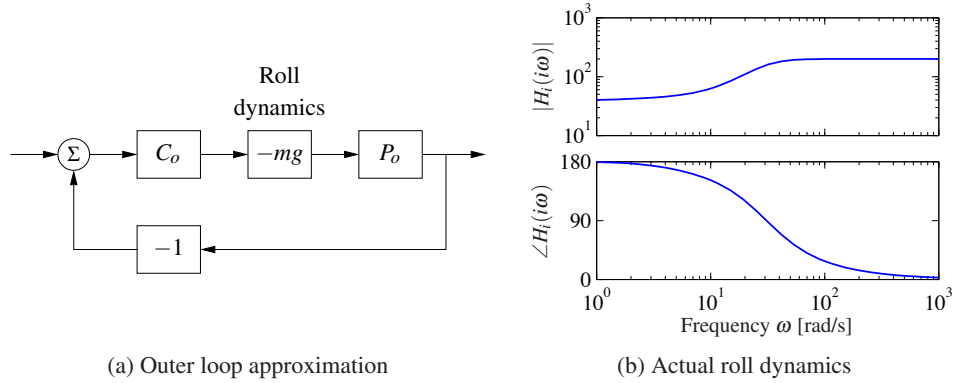 Roll
dynamics
Σ
C_o
−mg
P_o
−1
(a) Outer loop approximation
10^3
10^2
10^1
|H_i(iω)|
180
90
0
∠H_i(iω)
10^0 10^1 10^2 10^3
Frequency ω [rad/s]
(b) Actual roll dynamics